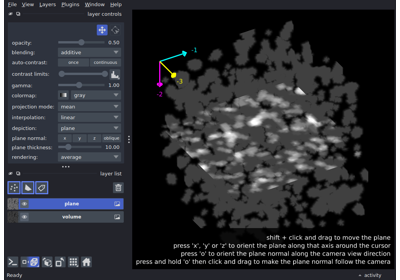 File View Layers Plugins Window Help
layer controls
opacity: 0.50
blending: additive
auto-contrast: once continuous
contrast limits:
gamma: 1.00
colormap: gray
projection mode: mean
interpolation: linear
depiction: plane
plane normal: x y z oblique
plane thickness: 10.00
rendering: average
layer list
plane
volume
-1
-3
-2
shift + click and drag to move the plane
press 'x', 'y' or 'z' to orient the plane along that axis around the cursor
press 'o' to orient the plane normal along the camera view direction
press and hold 'o' then click and drag to make the plane normal follow the camera
Ready
activity